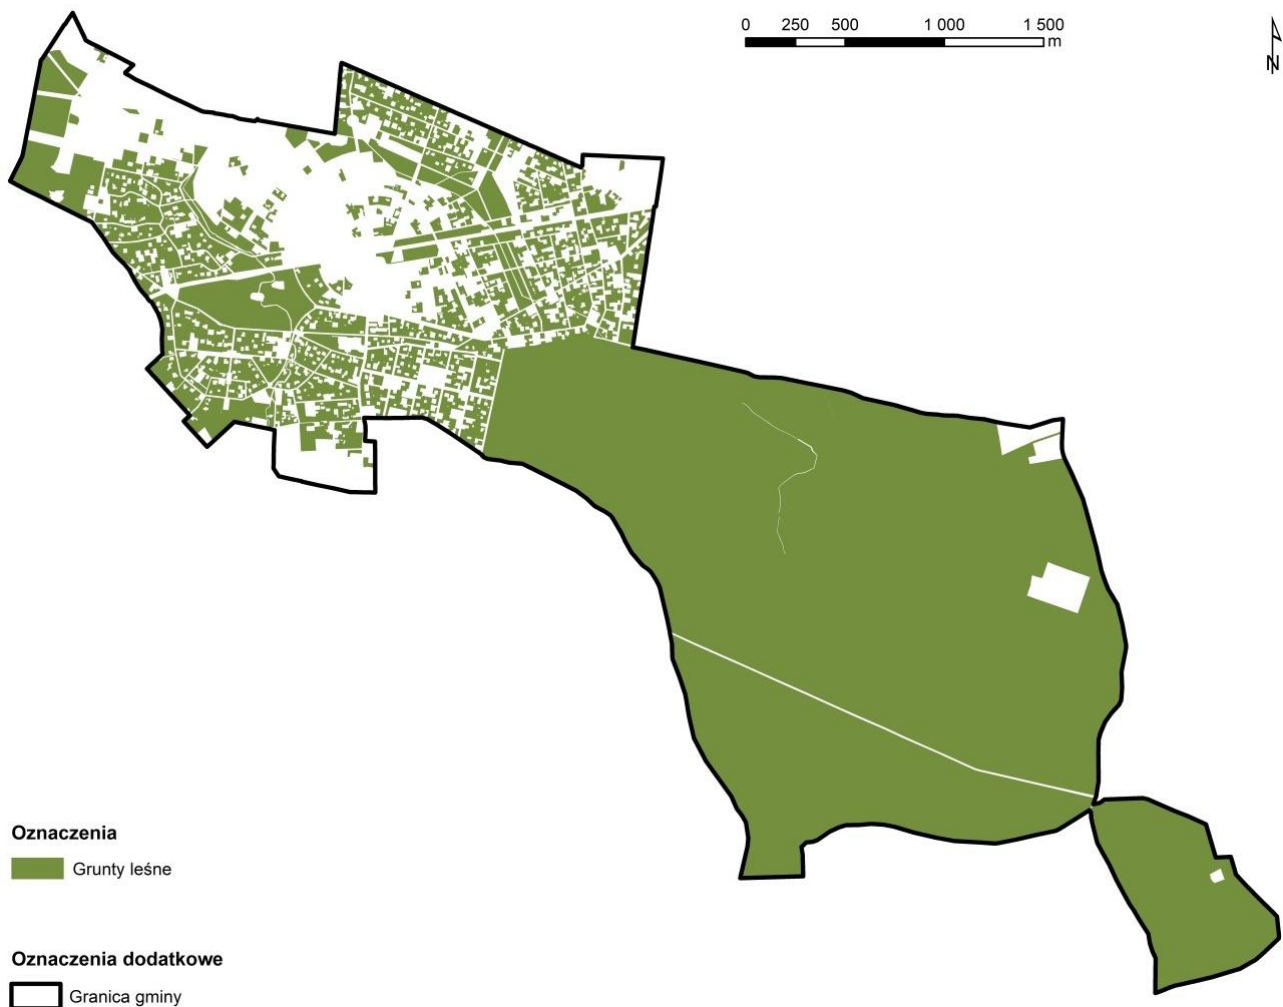 0 250 500 1 000 1 500
m
N
Oznaczenia
Grunty leśne
Oznaczenia dodatkowe
Granica gminy